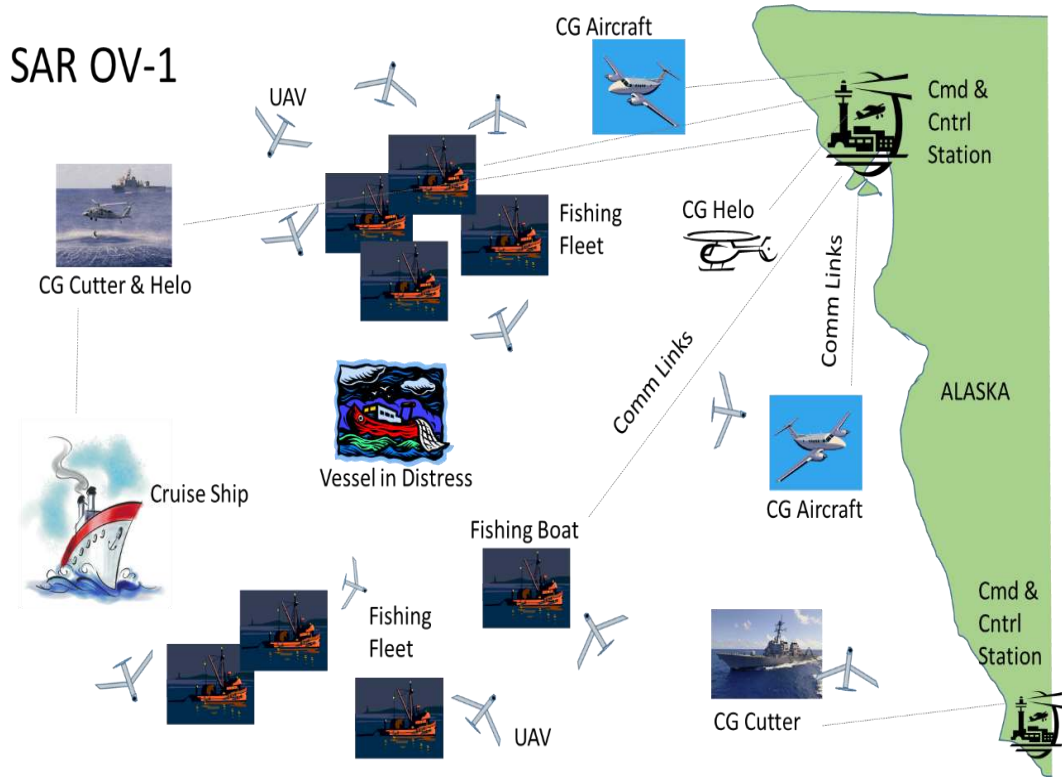 SAR OV-1
CG Aircraft
UAV
Cmd &
Cntrl
Station
Fishing
Fleet
CG Helo
CG Cutter & Helo
Comm Links
Comm Links
ALASKA
Vessel in Distress
Cruise Ship
CG Aircraft
Fishing Boat
Fishing
Fleet
Cmd &
Cntrl
Station
CG Cutter
UAV